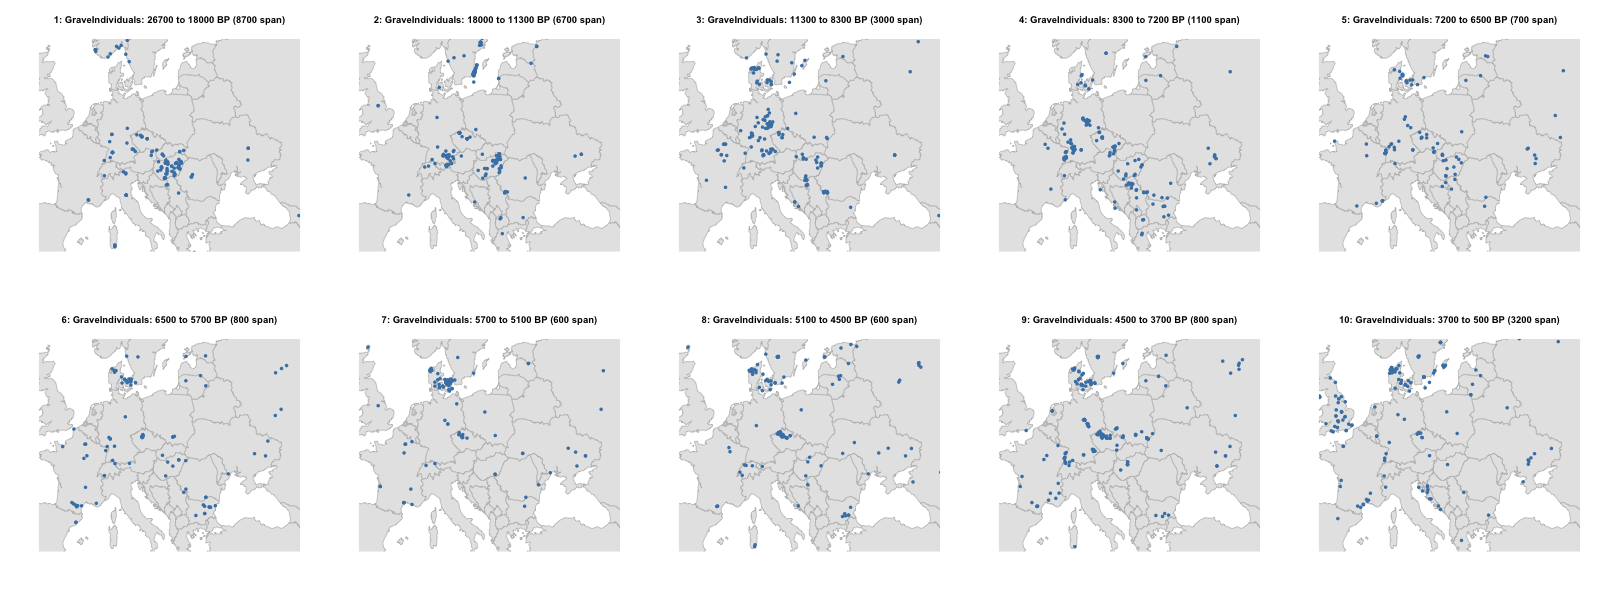 1: GraveIndividuals: 26700 to 18000 BP (8700 span)
2: GraveIndividuals: 18000 to 11300 BP (6700 span)
3: GraveIndividuals: 11300 to 8300 BP (3000 span)
4: GraveIndividuals: 8300 to 7200 BP (1100 span)
5: GraveIndividuals: 7200 to 6500 BP (700 span)
6: GraveIndividuals: 6500 to 5700 BP (800 span)
7: GraveIndividuals: 5700 to 5100 BP (600 span)
8: GraveIndividuals: 5100 to 4500 BP (600 span)
9: GraveIndividuals: 4500 to 3700 BP (800 span)
10: GraveIndividuals: 3700 to 500 BP (3200 span)